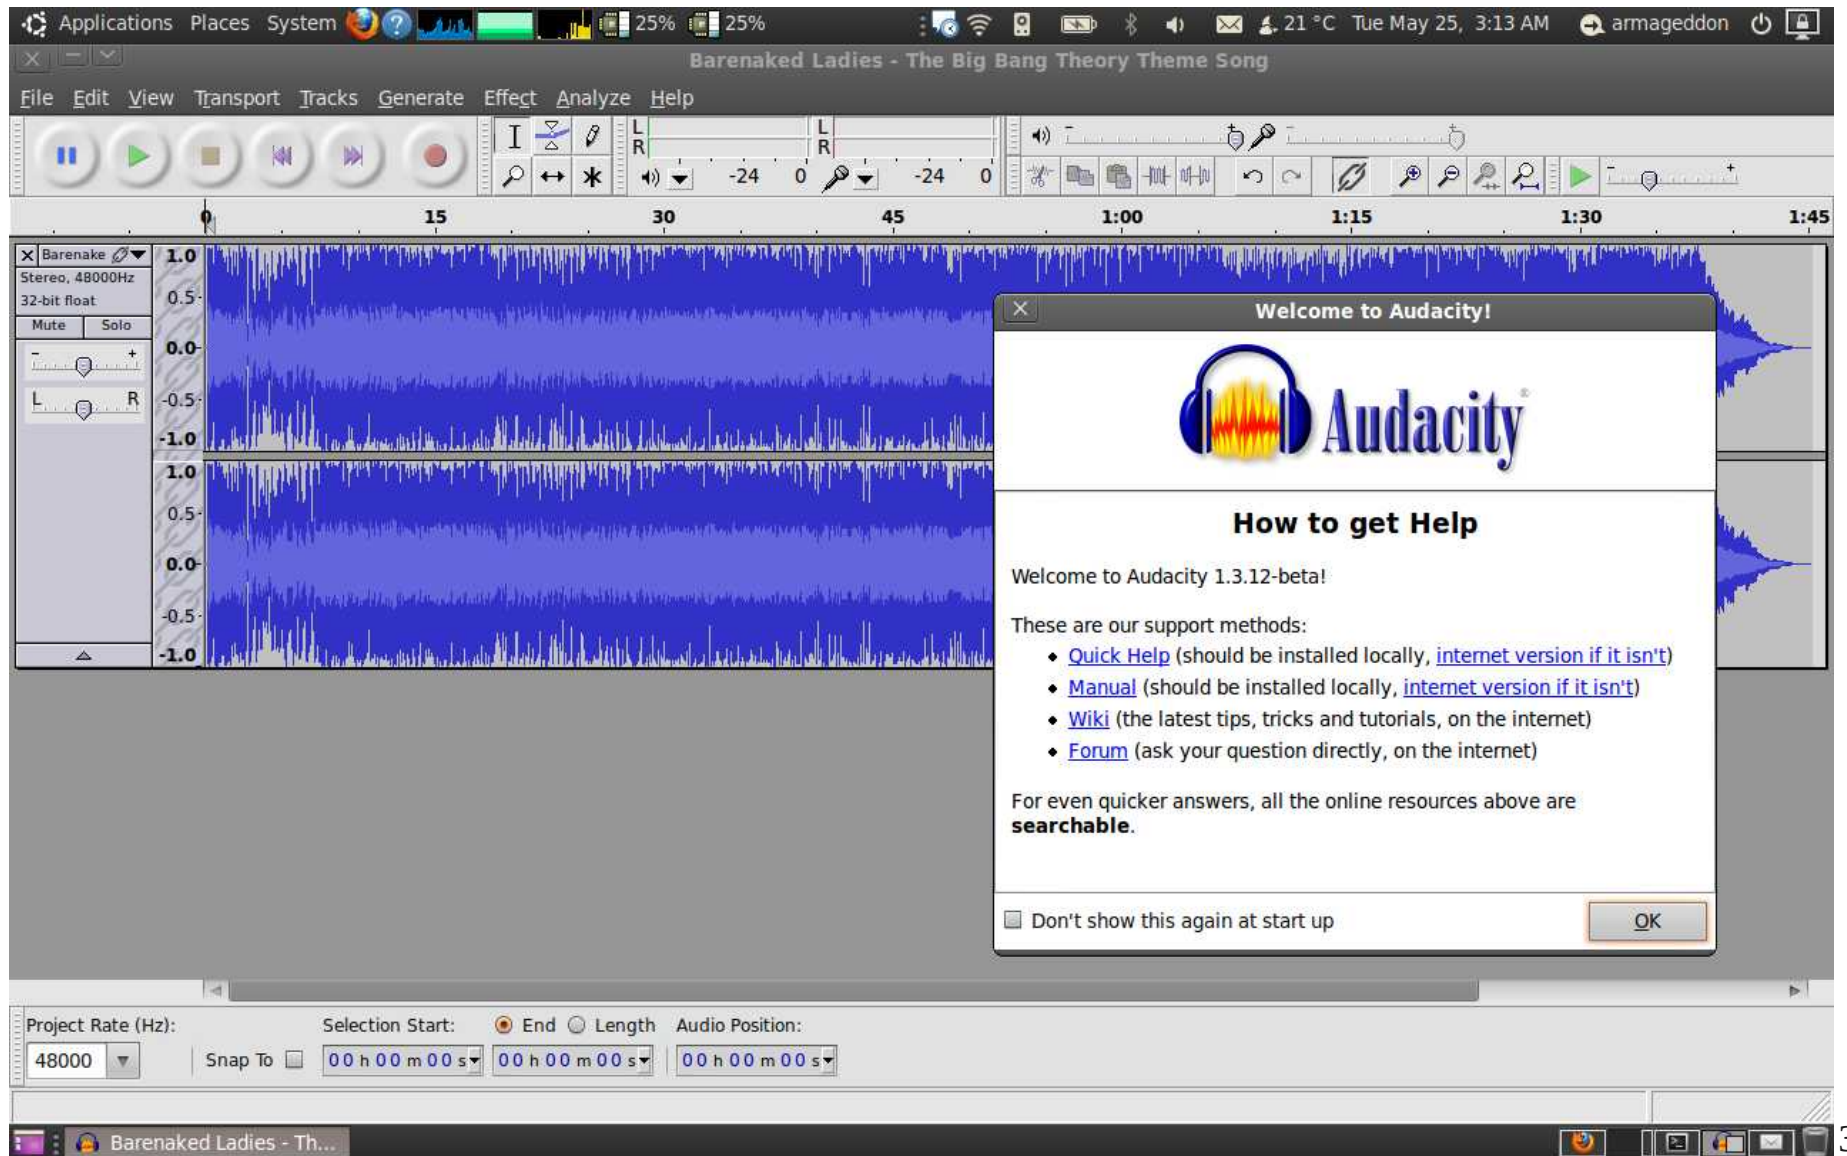 Applications Places System 25% 25% 21 °C Tue May 25, 3:13 AM armageddon
Barenaked Ladies - The Big Bang Theory Theme Song
File Edit View Transport Tracks Generate Effect Analyze Help
L
R
L
R
-24 0 -24 0
0 15 30 45 1:00 1:15 1:30 1:45
Barenake
Stereo, 48000Hz
32-bit float
Mute Solo
- +
L R
1.0
0.5
0.0
-0.5
-1.0
1.0
0.5
0.0
-0.5
-1.0
Welcome to Audacity!
Audacity®
How to get Help
Welcome to Audacity 1.3.12-beta!
These are our support methods:
Quick Help (should be installed locally, internet version if it isn't)
Manual (should be installed locally, internet version if it isn't)
Wiki (the latest tips, tricks and tutorials, on the internet)
Forum (ask your question directly, on the internet)
For even quicker answers, all the online resources above are
searchable.
Don't show this again at start up OK
Project Rate (Hz): Selection Start: End Length Audio Position:
48000 Snap To 00 h 00 m 00 s 00 h 00 m 00 s 00 h 00 m 00 s
Barenaked Ladies - Th...
3